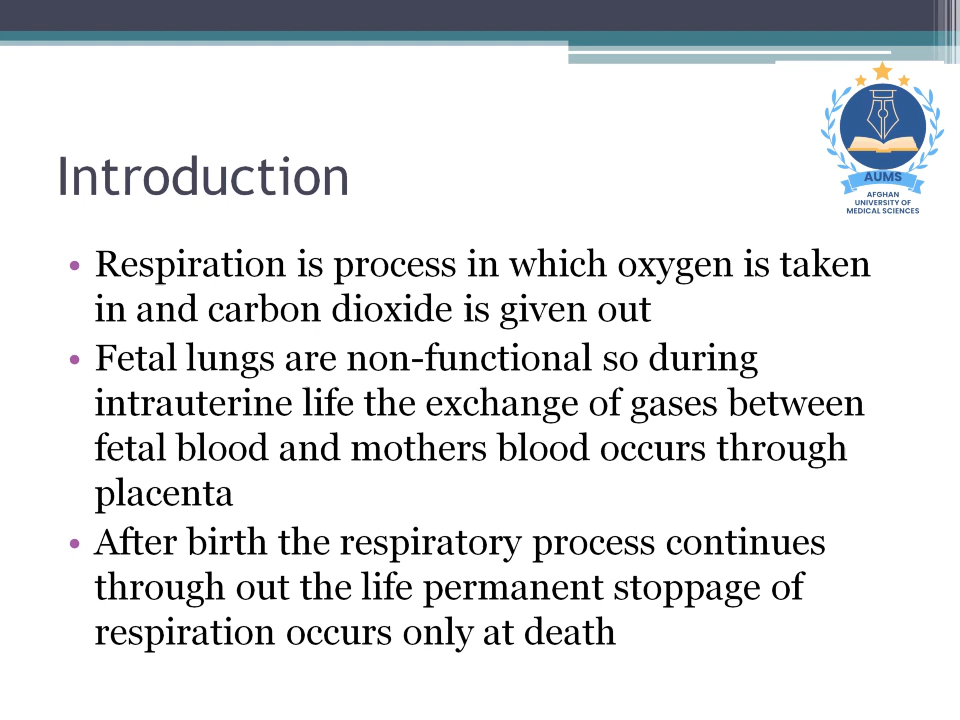 AUMS
AFGHAN
UNIVERSITY OF
MEDICAL SCIENCES
Introduction
• Respiration is process in which oxygen is taken
in and carbon dioxide is given out
• Fetal lungs are non-functional so during
intrauterine life the exchange of gases between
fetal blood and mothers blood occurs through
placenta
• After birth the respiratory process continues
through out the life permanent stoppage of
respiration occurs only at death